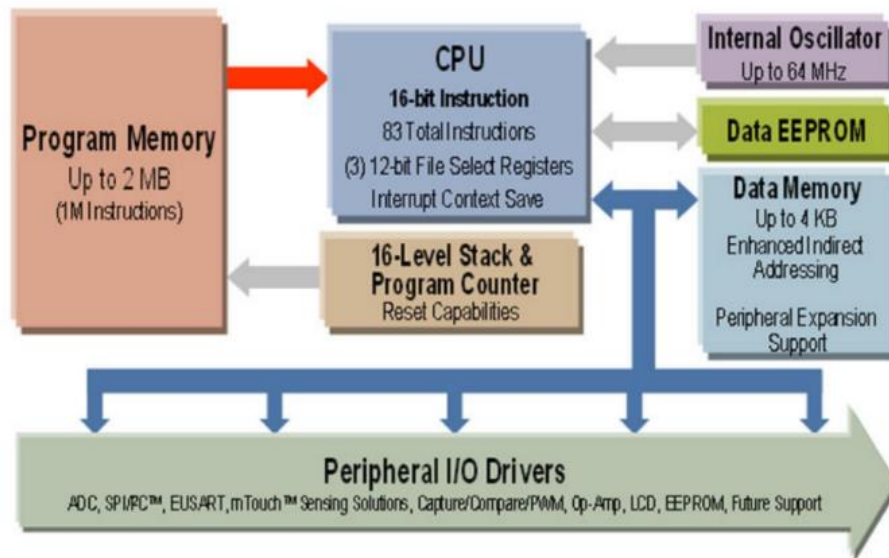 Program Memory
Up to 2 MB
(1M Instructions)
CPU
16-bit Instruction
83 Total Instructions
(3) 12-bit File Select Registers
Interrupt Context Save
16-Level Stack &
Program Counter
Reset Capabilities
Internal Oscillator
Up to 64 MHz
Data EEPROM
Data Memory
Up to 4 KB
Enhanced Indirect
Addressing
Peripheral Expansion
Support
Peripheral I/O Drivers
ADC, SPI/I²C™, EUSART, mTouch™ Sensing Solutions, Capture/Compare/PWM, Op-Amp, LCD, EEPROM, Future Support